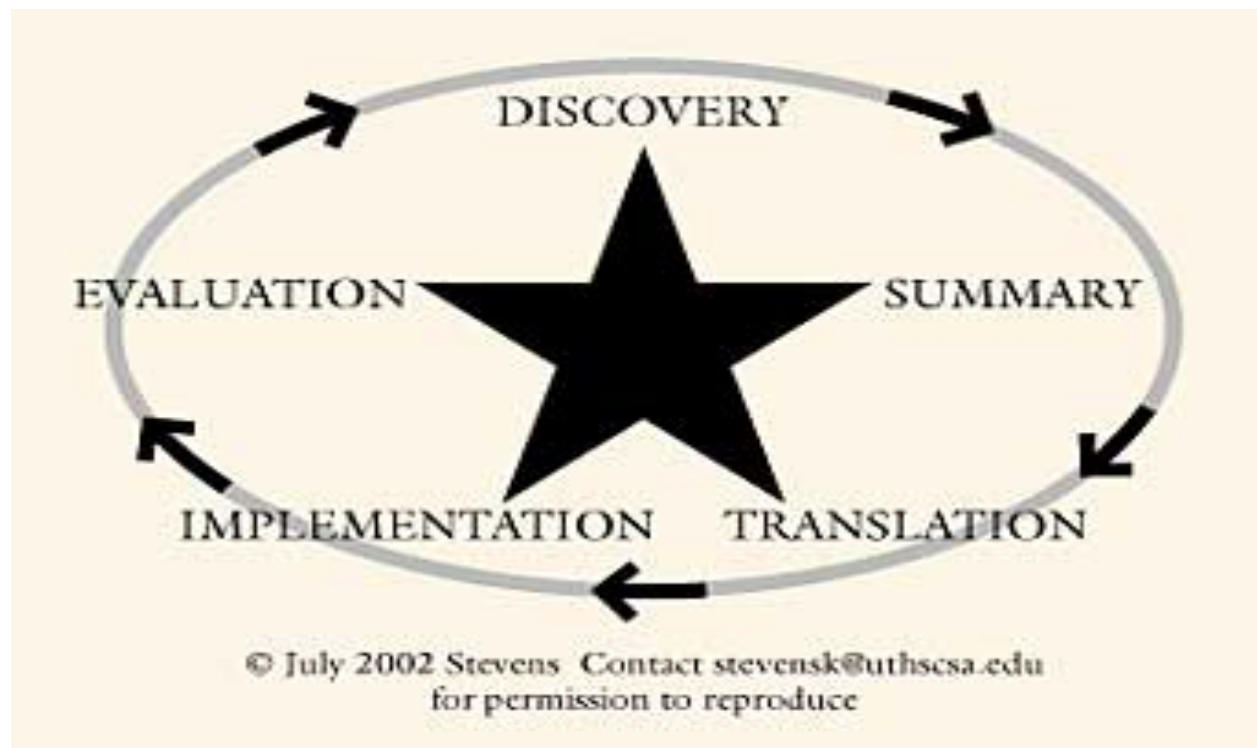 DISCOVERY
EVALUATION
SUMMARY
IMPLEMENTATION
TRANSLATION
© July 2002 Stevens Contact stevensk@uthscsa.edu
for permission to reproduce